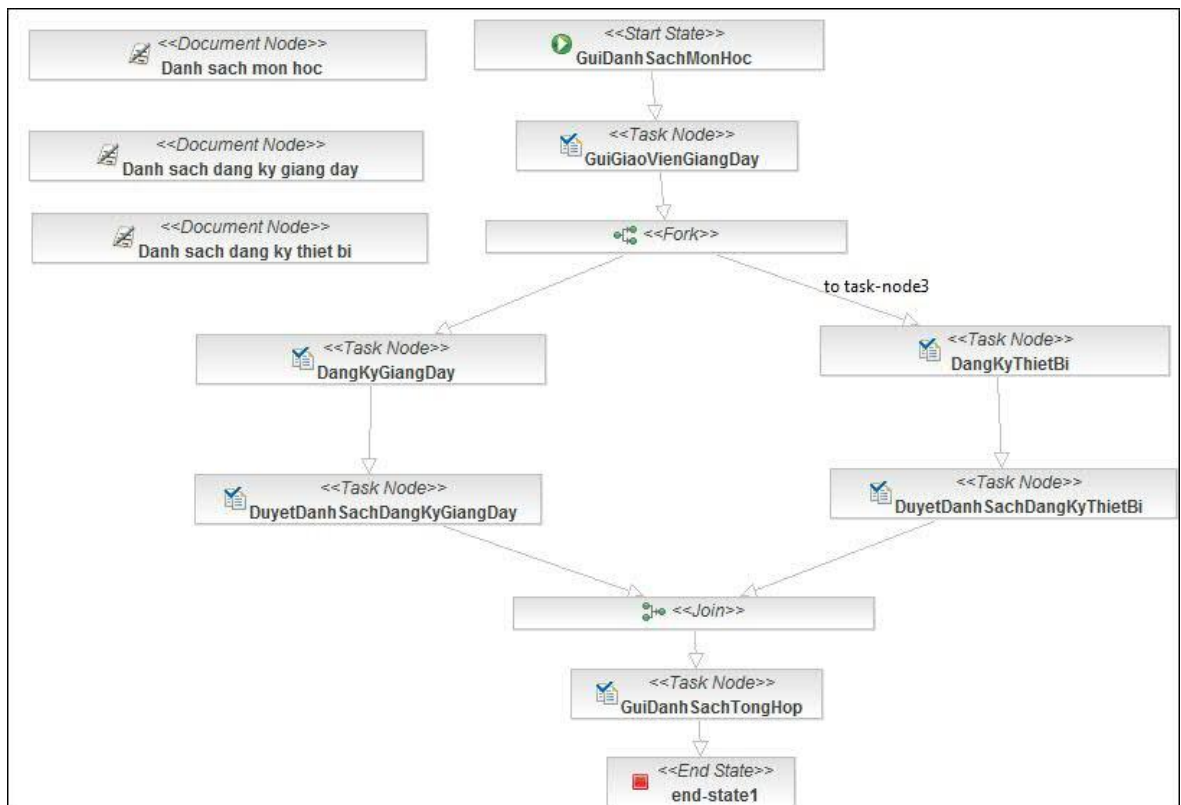 <<Document Node>>
Danh sach mon hoc
<<Start State>>
GuiDanhSachMonHoc
<<Document Node>>
Danh sach dang ky giang day
<<Task Node>>
GuiGiaoVienGiangDay
<<Document Node>>
Danh sach dang ky thiet bi
<<Fork>>
to task-node3
<<Task Node>>
DangKyGiangDay
<<Task Node>>
DangKyThietBi
<<Task Node>>
DuyetDanhSachDangKyGiangDay
<<Task Node>>
DuyetDanhSachDangKyThietBi
<<Join>>
<<Task Node>>
GuiDanhSachTongHop
<<End State>>
end-state1